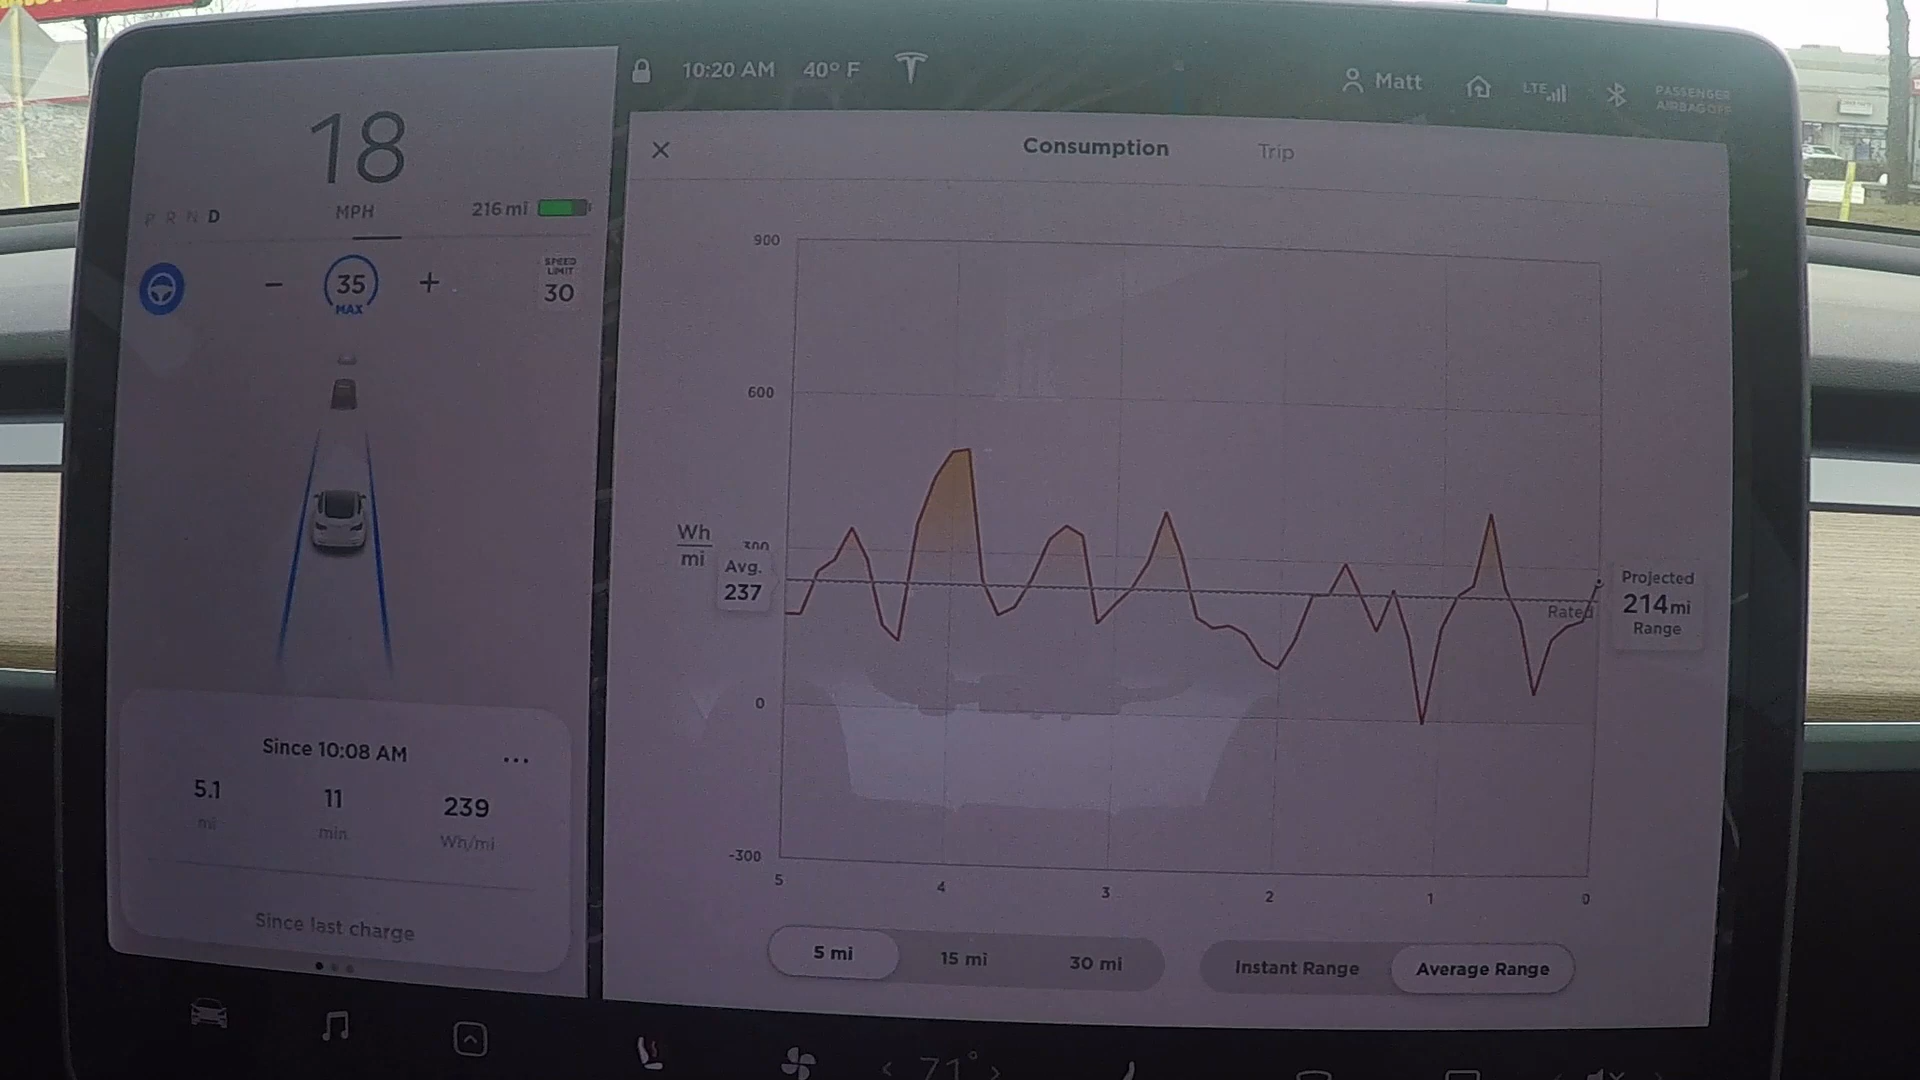 10:20 AM 40° F
Matt
LTE
PASSENGER
AIRBAG OFF
18
MPH
P R N D
216 mi
35
MAX
SPEED
LIMIT
30
Since 10:08 AM
5.1
mi
11
min
239
Wh/mi
Since last charge
Consumption
Trip
900
600
300
0
-300
Wh
mi
Avg.
237
Rated
Projected
214 mi
Range
5 4 3 2 1 0
5 mi 15 mi 30 mi
Instant Range Average Range
71°